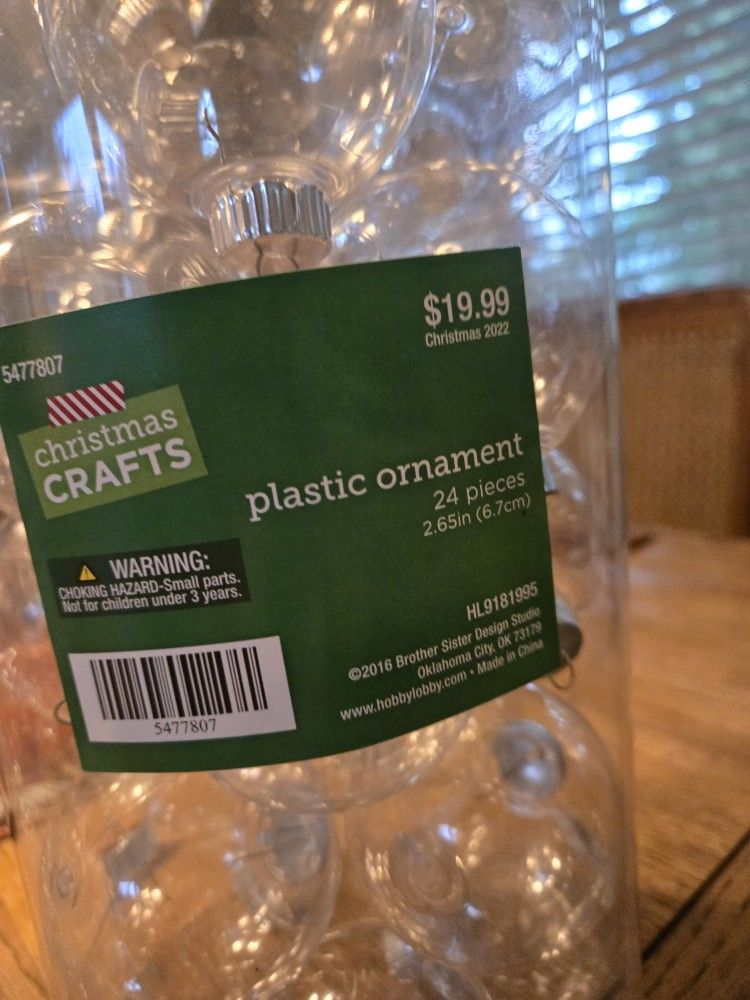 $19.99
Christmas 2022
5477807
christmas
CRAFTS
plastic ornament
24 pieces
2.65in (6.7cm)
WARNING:
CHOKING HAZARD-Small parts.
Not for children under 3 years.
5477807
HL9181995
©2016 Brother Sister Design Studio
Oklahoma City, OK 73179
www.hobbylobby.com • Made in China